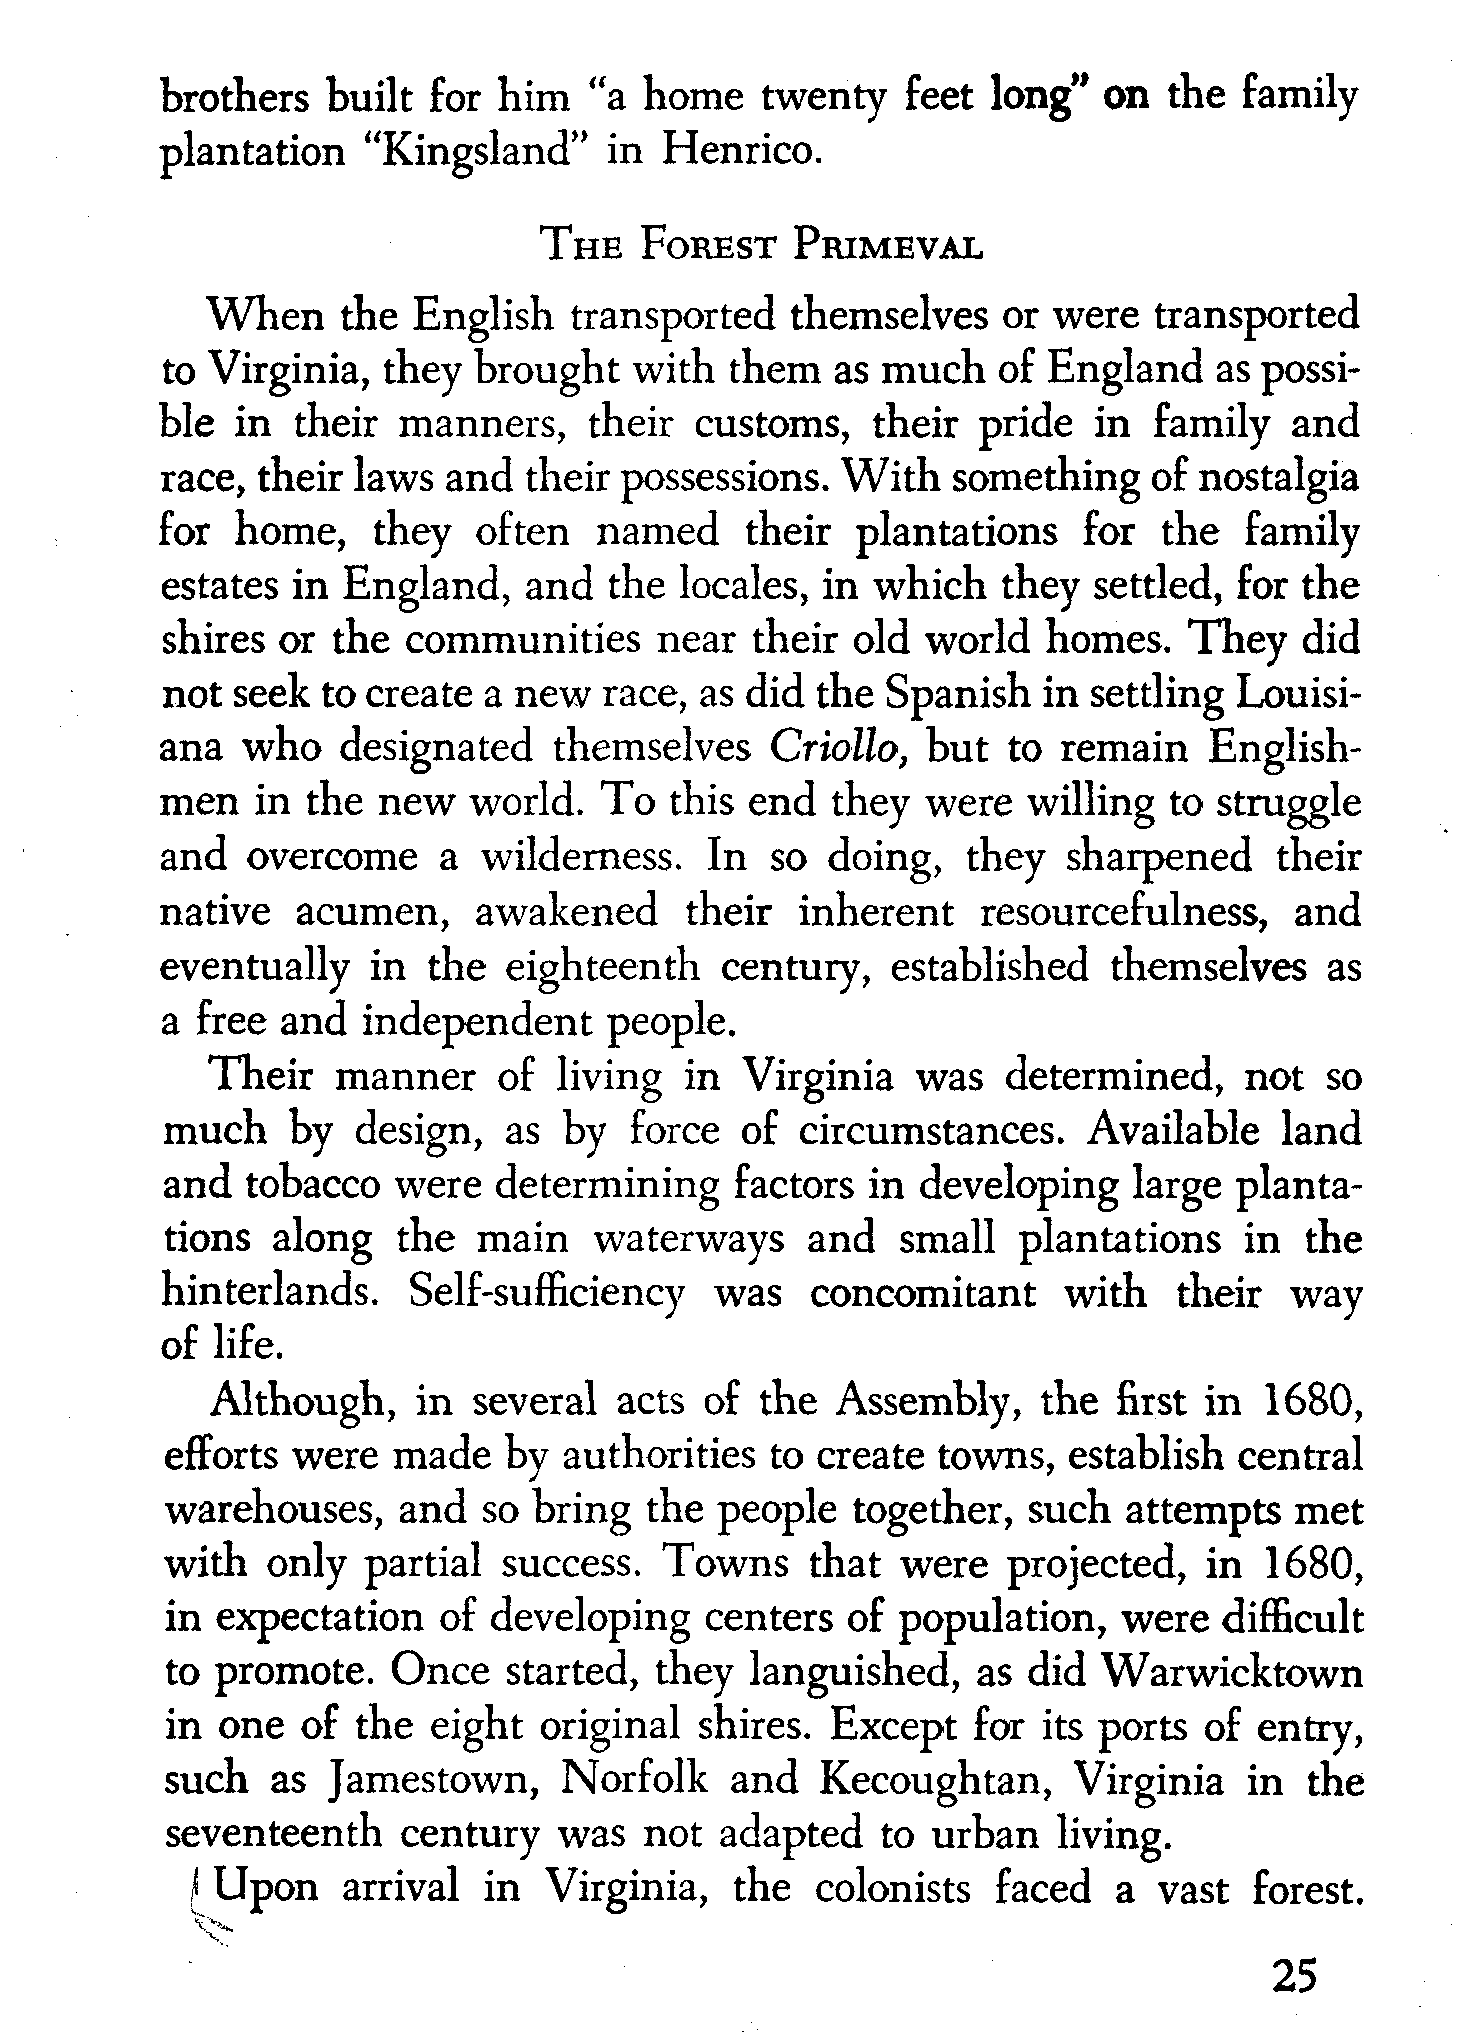 brothers built for him "a home twenty feet long" on the family
plantation "Kingsland" in Henrico.
THE FOREST PRIMEVAL
When the English transported themselves or were transported
to Virginia, they brought with them as much of England as possi-
ble in their manners, their customs, their pride in family and
race, their laws and their possessions. With something of nostalgia
for home, they often named their plantations for the family
estates in England, and the locales, in which they settled, for the
shires or the communities near their old world homes. They did
not seek to create a new race, as did the Spanish in settling Louisi-
ana who designated themselves Criollo, but to remain English-
men in the new world. To this end they were willing to struggle
and overcome a wilderness. In so doing, they sharpened their
native acumen, awakened their inherent resourcefulness, and
eventually in the eighteenth century, established themselves as
a free and independent people.
Their manner of living in Virginia was determined, not so
much by design, as by force of circumstances. Available land
and tobacco were determining factors in developing large planta-
tions along the main waterways and small plantations in the
hinterlands. Self-sufficiency was concomitant with their way
of life.
Although, in several acts of the Assembly, the first in 1680,
efforts were made by authorities to create towns, establish central
warehouses, and so bring the people together, such attempts met
with only partial success. Towns that were projected, in 1680,
in expectation of developing centers of population, were difficult
to promote. Once started, they languished, as did Warwicktown
in one of the eight original shires. Except for its ports of entry,
such as Jamestown, Norfolk and Kecoughtan, Virginia in the
seventeenth century was not adapted to urban living.
Upon arrival in Virginia, the colonists faced a vast forest.
25